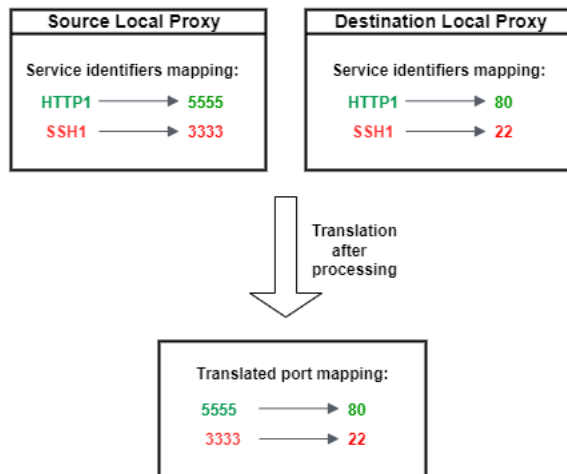 Source Local Proxy
Service identifiers mapping:
HTTP1 5555
SSH1 3333
Destination Local Proxy
Service identifiers mapping:
HTTP1 80
SSH1 22
Translation
after
processing
Translated port mapping:
5555 80
3333 22